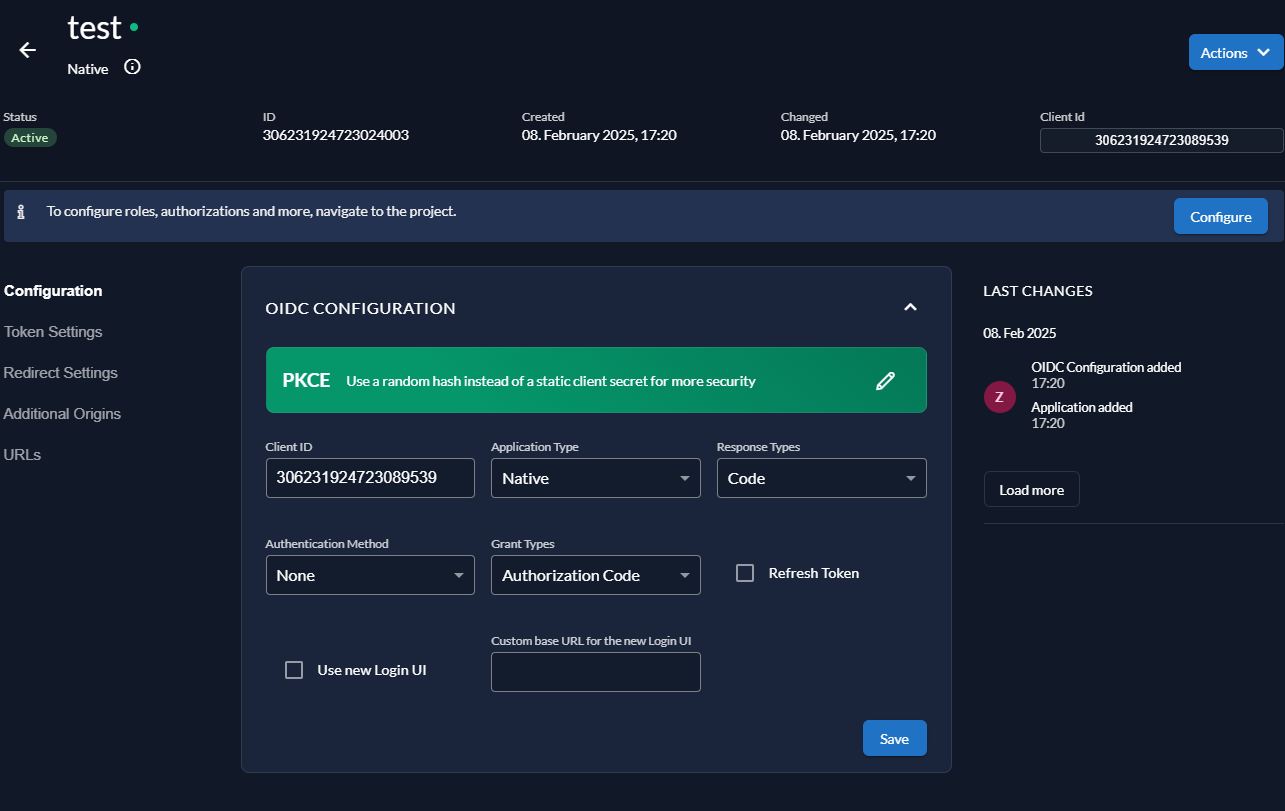 test
Native
Actions
Status
Active
ID
306231924723024003
Created
08. February 2025, 17:20
Changed
08. February 2025, 17:20
Client Id
306231924723089539
To configure roles, authorizations and more, navigate to the project.
Configure
Configuration
Token Settings
Redirect Settings
Additional Origins
URLs
OIDC CONFIGURATION
PKCE Use a random hash instead of a static client secret for more security
Client ID
306231924723089539
Application Type
Native
Response Types
Code
Authentication Method
None
Grant Types
Authorization Code
Refresh Token
Use new Login UI
Custom base URL for the new Login UI
Save
LAST CHANGES
08. Feb 2025
Z
OIDC Configuration added
17:20
Application added
17:20
Load more